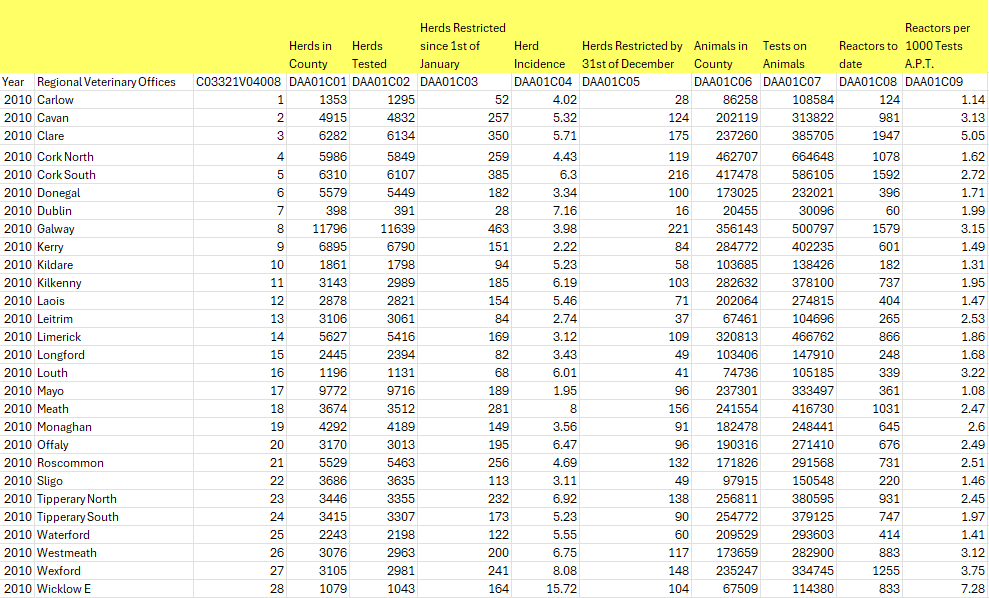 Herds Restricted Reactors per
Herds in Herds since 1st of Herd Herds Restricted by Animals in Tests on Reactors to 1000 Tests
County Tested January Incidence 31st of December County Animals date A.P.T.
Year Regional Veterinary Offices C03321V04008 DAA01C01 DAA01C02 DAA01C03 DAA01C04 DAA01C05 DAA01C06 DAA01C07 DAA01C08 DAA01C09
2010 Carlow 1 1353 1295 52 4.02 28 86258 108584 124 1.14
2010 Cavan 2 4915 4832 257 5.32 124 202119 313822 981 3.13
2010 Clare 3 6282 6134 350 5.71 175 237260 385705 1947 5.05
2010 Cork North 4 5986 5849 259 4.43 119 462707 664648 1078 1.62
2010 Cork South 5 6310 6107 385 6.3 216 417478 586105 1592 2.72
2010 Donegal 6 5579 5449 182 3.34 100 173025 232021 396 1.71
2010 Dublin 7 398 391 28 7.16 16 20455 30096 60 1.99
2010 Galway 8 11796 11639 463 3.98 221 356143 500797 1579 3.15
2010 Kerry 9 6895 6790 151 2.22 84 284772 402235 601 1.49
2010 Kildare 10 1861 1798 94 5.23 58 103685 138426 182 1.31
2010 Kilkenny 11 3143 2989 185 6.19 103 282632 378100 737 1.95
2010 Laois 12 2878 2821 154 5.46 71 202064 274815 404 1.47
2010 Leitrim 13 3106 3061 84 2.74 37 67461 104696 265 2.53
2010 Limerick 14 5627 5416 169 3.12 109 320813 466762 866 1.86
2010 Longford 15 2445 2394 82 3.43 49 103406 147910 248 1.68
2010 Louth 16 1196 1131 68 6.01 41 74736 105185 339 3.22
2010 Mayo 17 9772 9716 189 1.95 96 237301 333497 361 1.08
2010 Meath 18 3674 3512 281 8 156 241554 416730 1031 2.47
2010 Monaghan 19 4292 4189 149 3.56 91 182478 248441 645 2.6
2010 Offaly 20 3170 3013 195 6.47 96 190316 271410 676 2.49
2010 Roscommon 21 5529 5463 256 4.69 132 171826 291568 731 2.51
2010 Sligo 22 3686 3635 113 3.11 49 97915 150548 220 1.46
2010 Tipperary North 23 3446 3355 232 6.92 138 256811 380595 931 2.45
2010 Tipperary South 24 3415 3307 173 5.23 90 254772 379125 747 1.97
2010 Waterford 25 2243 2198 122 5.55 60 209529 293603 414 1.41
2010 Westmeath 26 3076 2963 200 6.75 117 173659 282900 883 3.12
2010 Wexford 27 3105 2981 241 8.08 148 235247 334745 1255 3.75
2010 Wicklow E 28 1079 1043 164 15.72 104 67509 114380 833 7.28